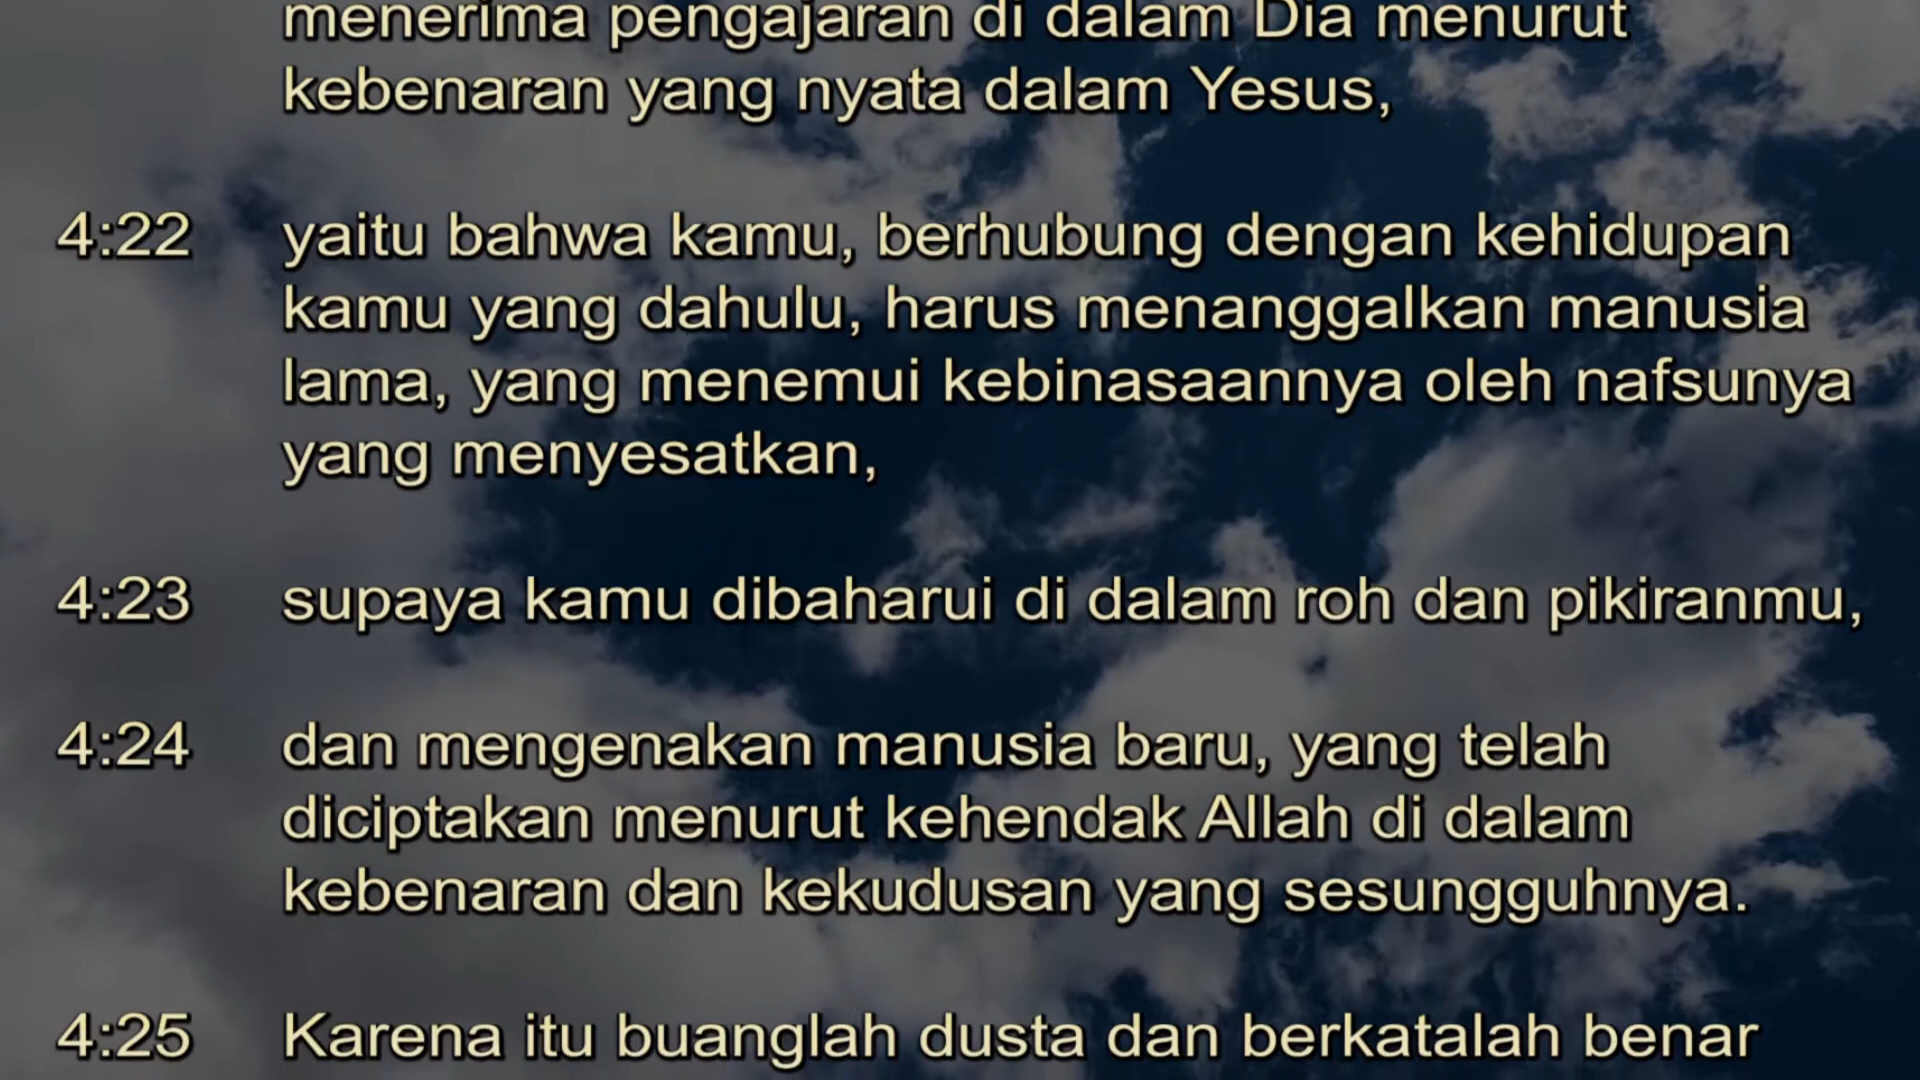 menerima pengajaran di dalam Dia menurut
kebenaran yang nyata dalam Yesus,
4:22 yaitu bahwa kamu, berhubung dengan kehidupan
kamu yang dahulu, harus menanggalkan manusia
lama, yang menemui kebinasaannya oleh nafsunya
yang menyesatkan,
4:23 supaya kamu dibaharui di dalam roh dan pikiranmu,
4:24 dan mengenakan manusia baru, yang telah
diciptakan menurut kehendak Allah di dalam
kebenaran dan kekudusan yang sesungguhnya.
4:25 Karena itu buanglah dusta dan berkatalah benar